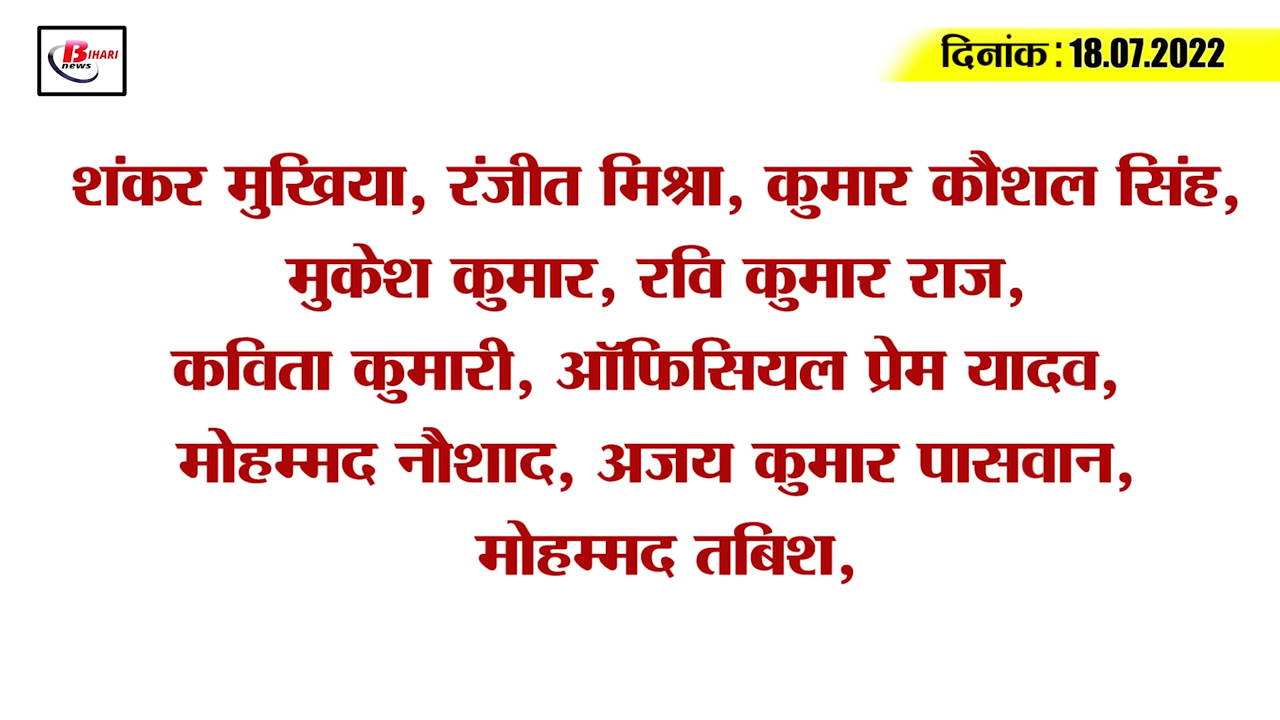 BIHARI
news
दिनांक : 18.07.2022
शंकर मुखिया, रंजीत मिश्रा, कुमार कौशल सिंह,
मुकेश कुमार, रवि कुमार राज,
कविता कुमारी, ऑफिसियल प्रेम यादव,
मोहम्मद नौशाद, अजय कुमार पासवान,
मोहम्मद तबिश,